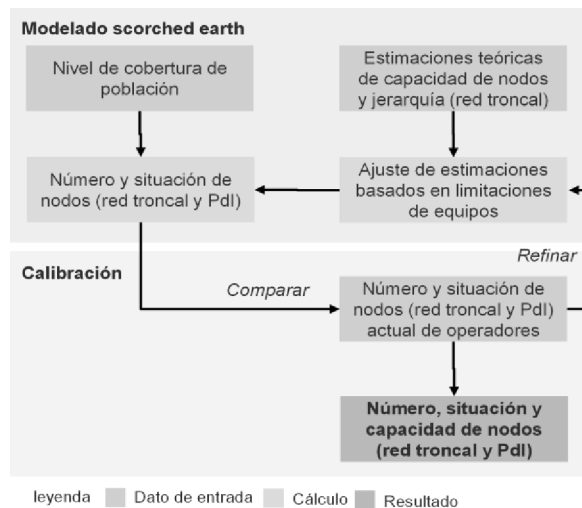 Modelado scorched earth
Nivel de cobertura de
población
Estimaciones teóricas
de capacidad de nodos
y jerarquía (red troncal)
Número y situación de
nodos (red troncal y PdI)
Ajuste de estimaciones
basados en limitaciones
de equipos
Calibración
Refinar
Comparar
Número y situación de
nodos (red troncal y PdI)
actual de operadores
Número, situación y
capacidad de nodos
(red troncal y PdI)
leyenda
Dato de entrada
Cálculo
Resultado